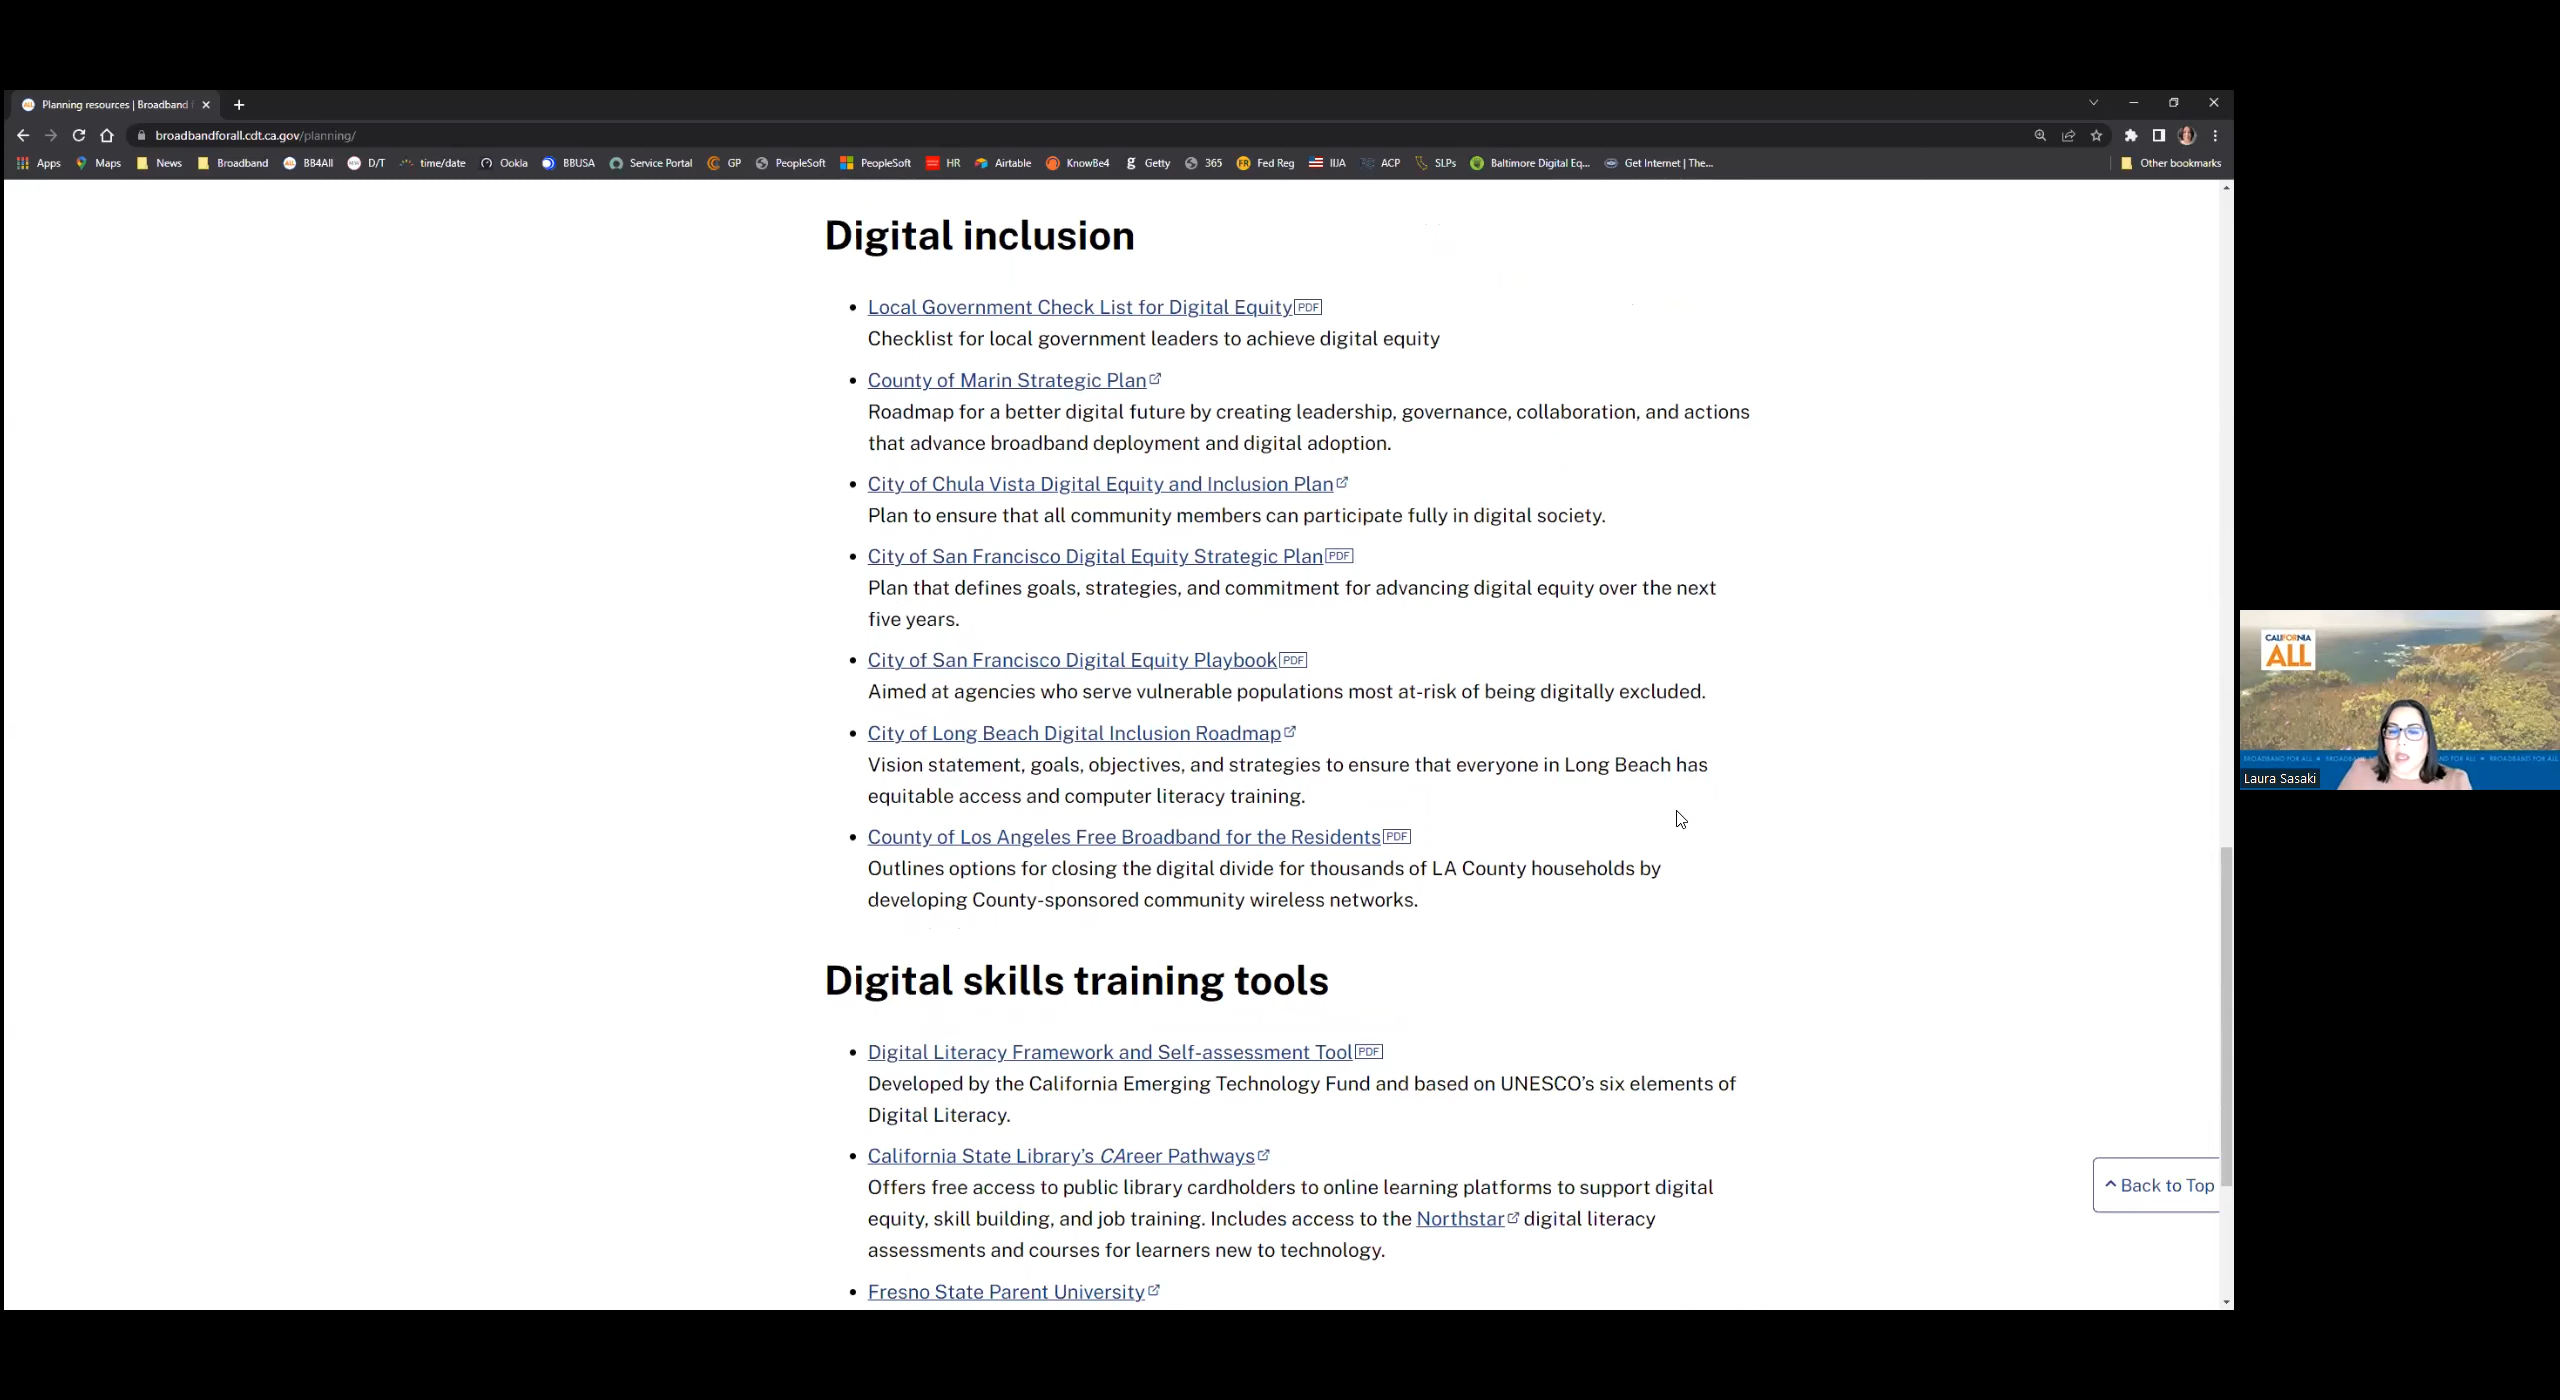 Planning resources | Broadband
broadbandforall.cdt.ca.gov/planning/
Apps Maps News Broadband BB4All D/T time/date Ookla BBUSA Service Portal GP PeopleSoft PeopleSoft HR Airtable KnowBe4 Getty 365 Fed Reg IIJA ACP SLPs Baltimore Digital Eq... Get Internet | The... Other bookmarks
Digital inclusion
• Local Government Check List for Digital Equity PDF
Checklist for local government leaders to achieve digital equity
• County of Marin Strategic Plan
Roadmap for a better digital future by creating leadership, governance, collaboration, and actions
that advance broadband deployment and digital adoption.
• City of Chula Vista Digital Equity and Inclusion Plan
Plan to ensure that all community members can participate fully in digital society.
• City of San Francisco Digital Equity Strategic Plan PDF
Plan that defines goals, strategies, and commitment for advancing digital equity over the next
five years.
• City of San Francisco Digital Equity Playbook PDF
Aimed at agencies who serve vulnerable populations most at-risk of being digitally excluded.
• City of Long Beach Digital Inclusion Roadmap
Vision statement, goals, objectives, and strategies to ensure that everyone in Long Beach has
equitable access and computer literacy training.
• County of Los Angeles Free Broadband for the Residents PDF
Outlines options for closing the digital divide for thousands of LA County households by
developing County-sponsored community wireless networks.
Digital skills training tools
• Digital Literacy Framework and Self-assessment Tool PDF
Developed by the California Emerging Technology Fund and based on UNESCO’s six elements of
Digital Literacy.
• California State Library’s CAreer Pathways
Offers free access to public library cardholders to online learning platforms to support digital
equity, skill building, and job training. Includes access to the Northstar digital literacy
assessments and courses for learners new to technology.
• Fresno State Parent University
Back to Top
CALIFORNIA
ALL
BROADBAND FOR ALL
BROADBAND FOR ALL
Laura Sasaki